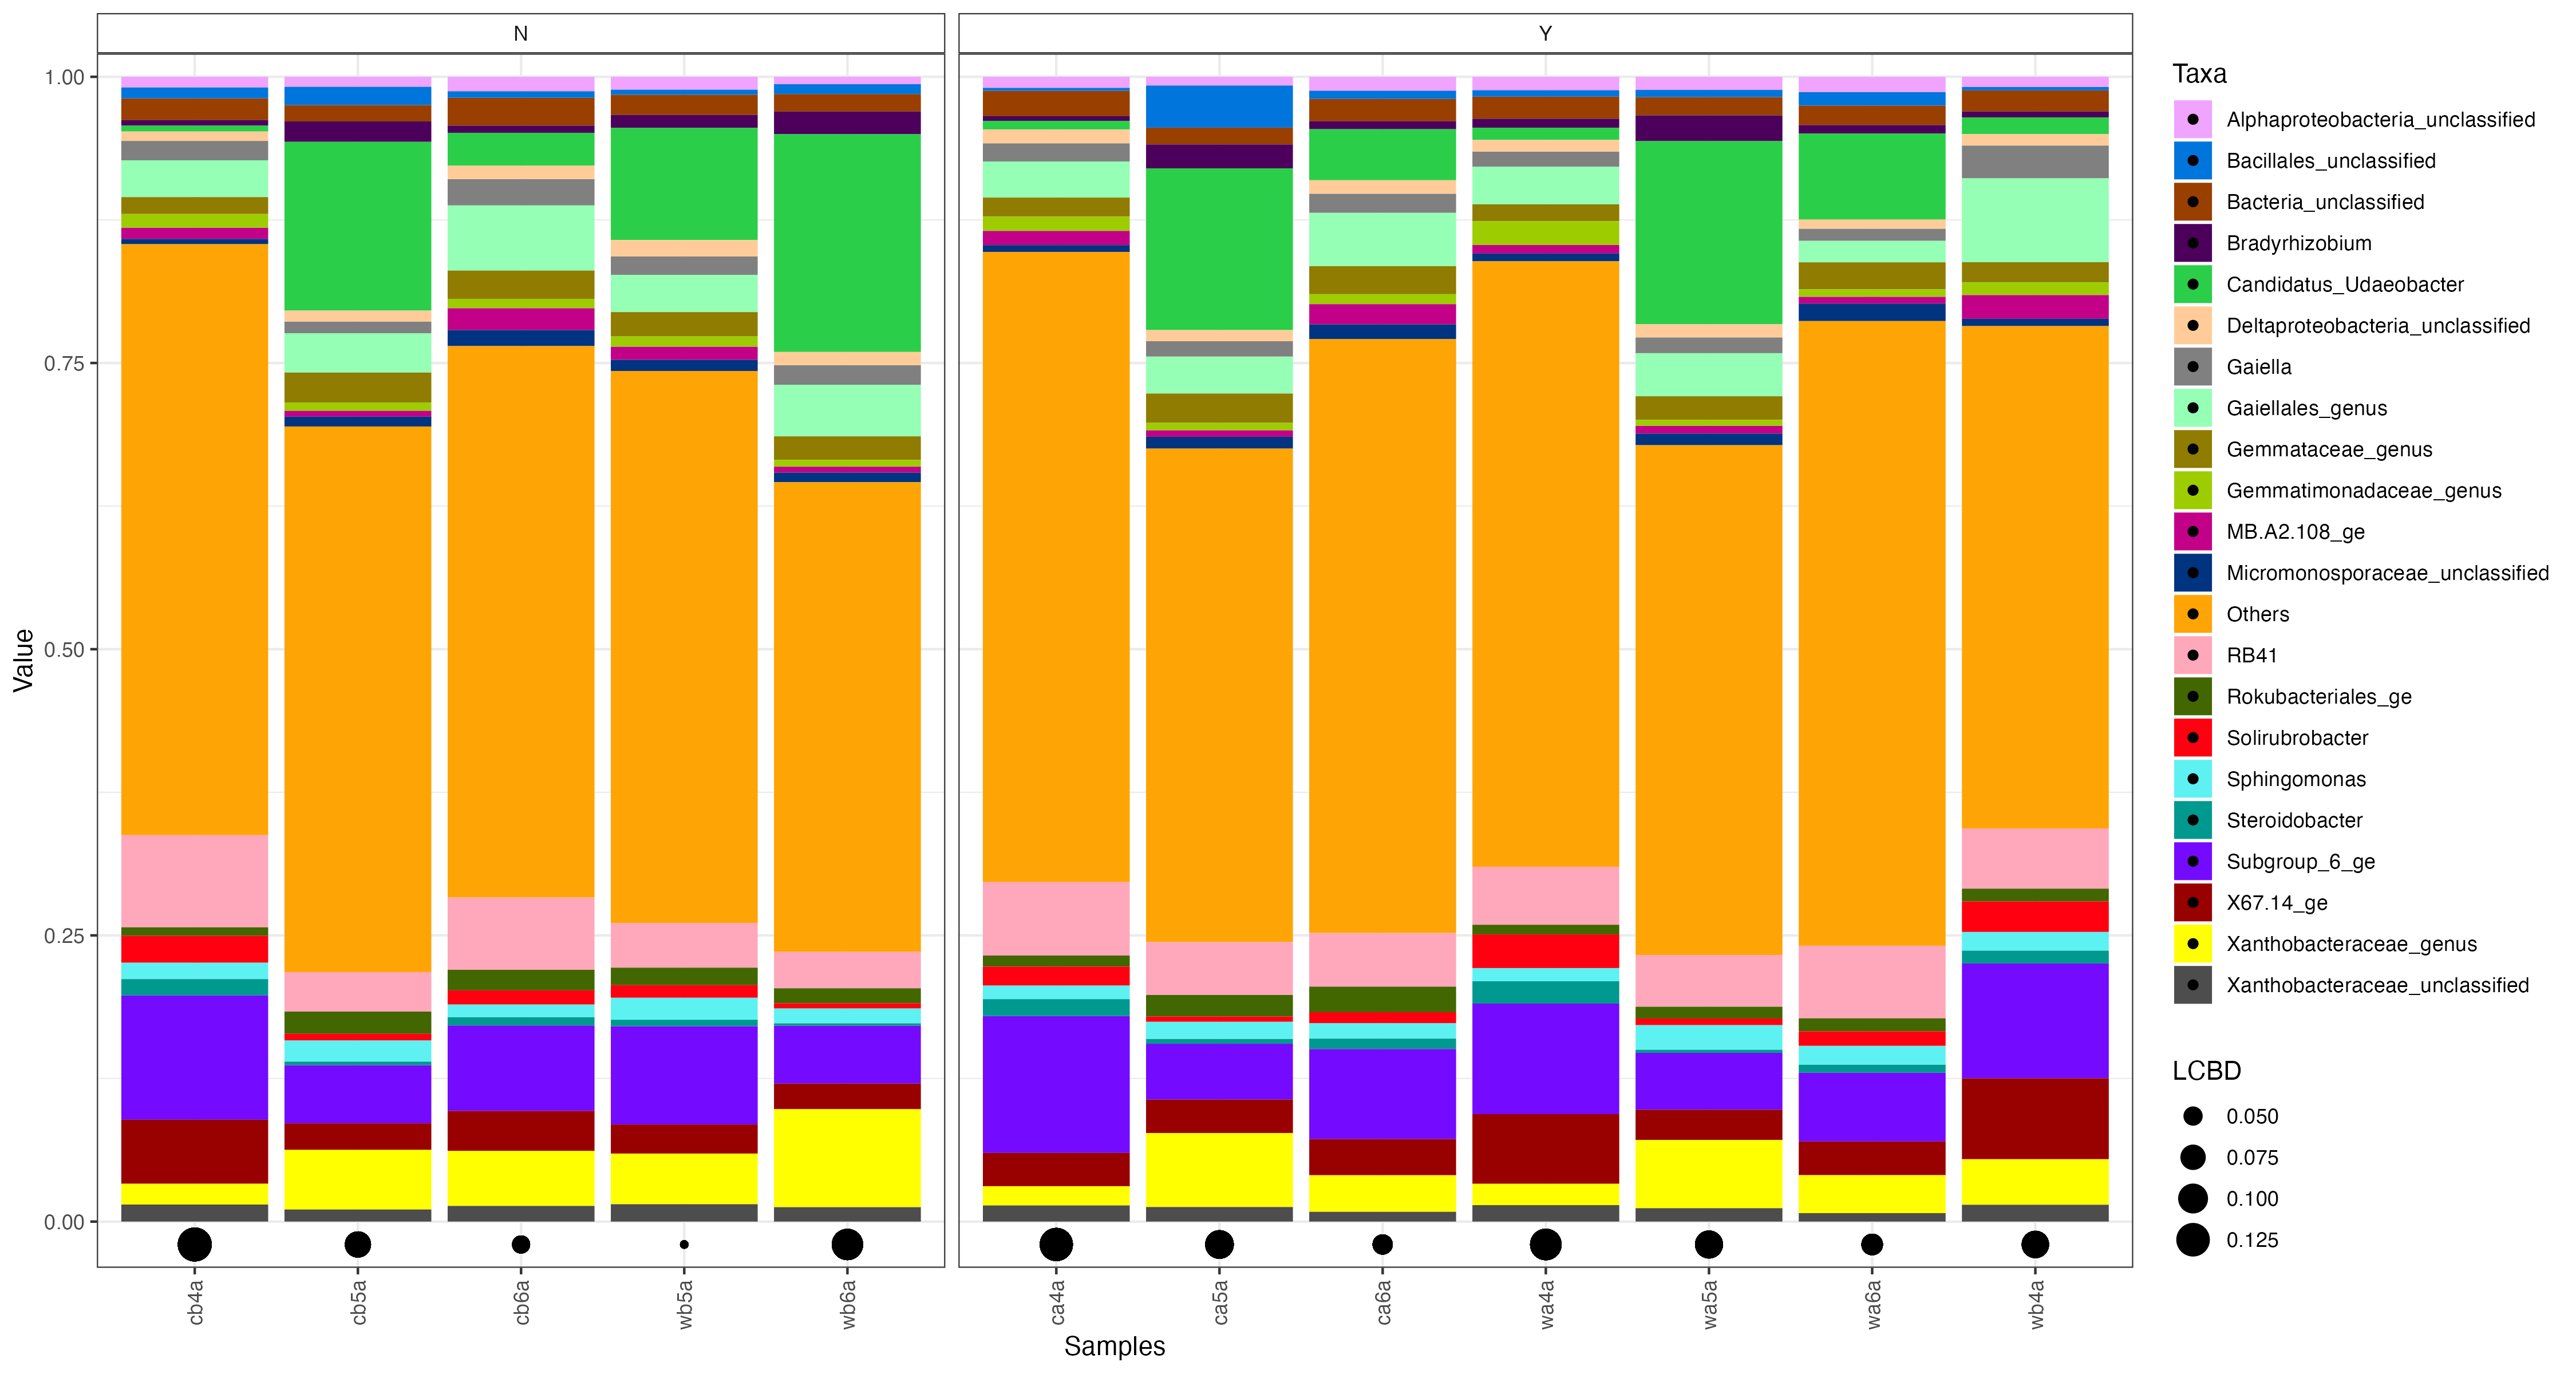 N
Y
1.00
0.75
0.50
0.25
0.00
Value
cb4a
cb5a
cb6a
wb5a
wb6a
ca4a
ca5a
ca6a
wa4a
wa5a
wa6a
wb4a
Samples
Taxa
Alphaproteobacteria_unclassified
Bacillales_unclassified
Bacteria_unclassified
Bradyrhizobium
Candidatus_Udaeobacter
Deltaproteobacteria_unclassified
Gaiella
Gaiellales_genus
Gemmataceae_genus
Gemmatimonadaceae_genus
MB.A2.108_ge
Micromonosporaceae_unclassified
Others
RB41
Rokubacteriales_ge
Solirubrobacter
Sphingomonas
Steroidobacter
Subgroup_6_ge
X67.14_ge
Xanthobacteraceae_genus
Xanthobacteraceae_unclassified
LCBD
0.050
0.075
0.100
0.125